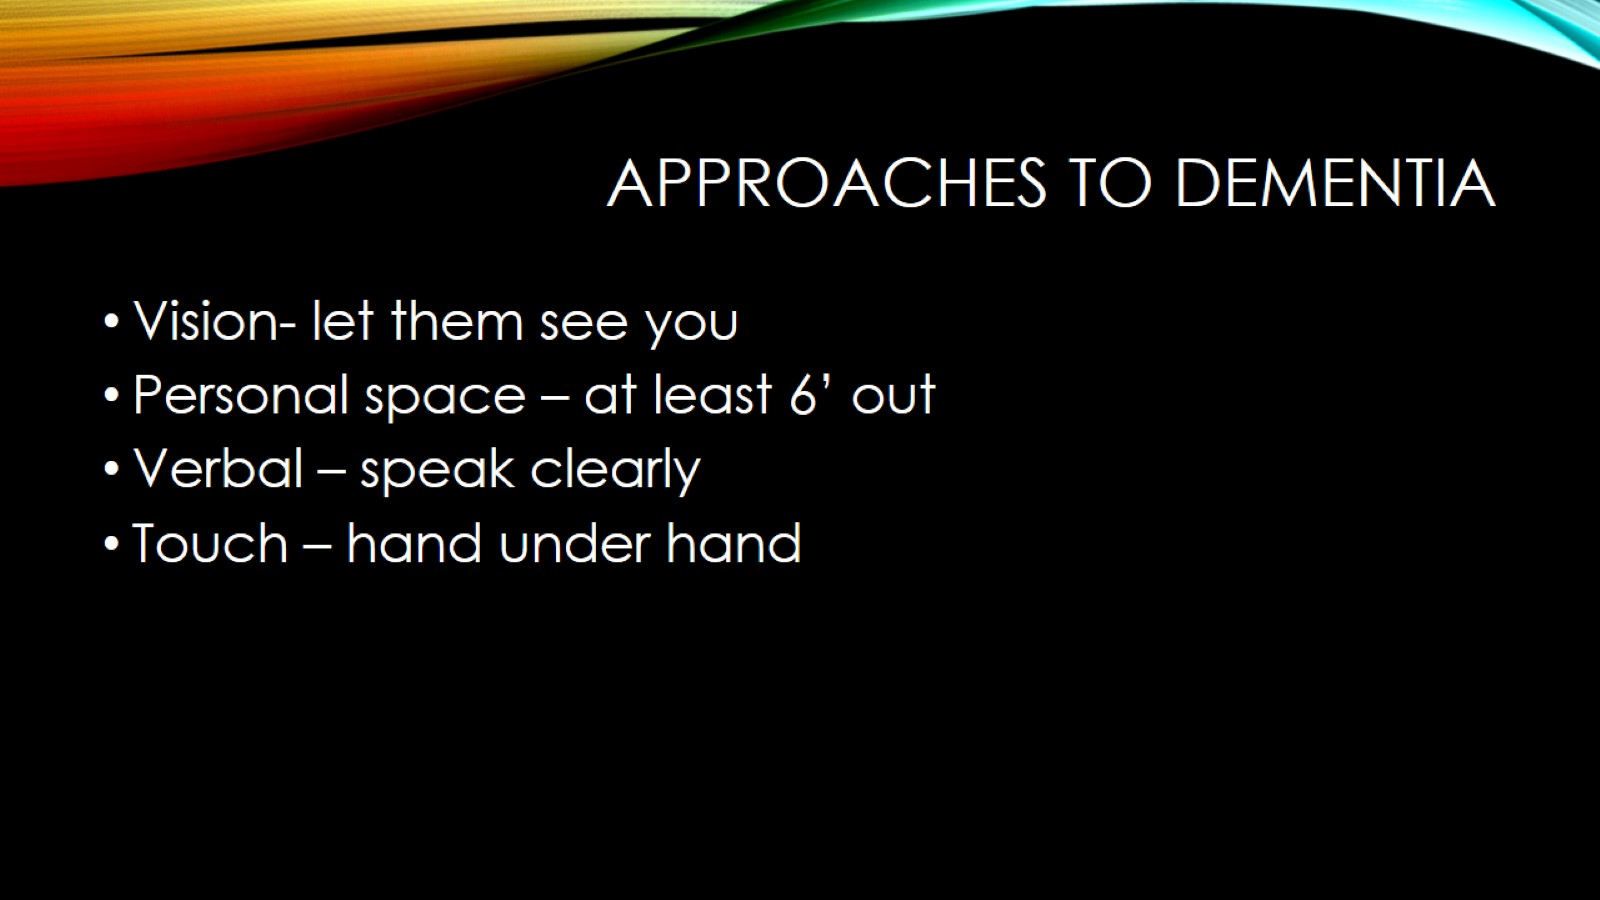 APPROACHES TO DEMENTIA
• Vision- let them see you
• Personal space – at least 6’ out
• Verbal – speak clearly
• Touch – hand under hand